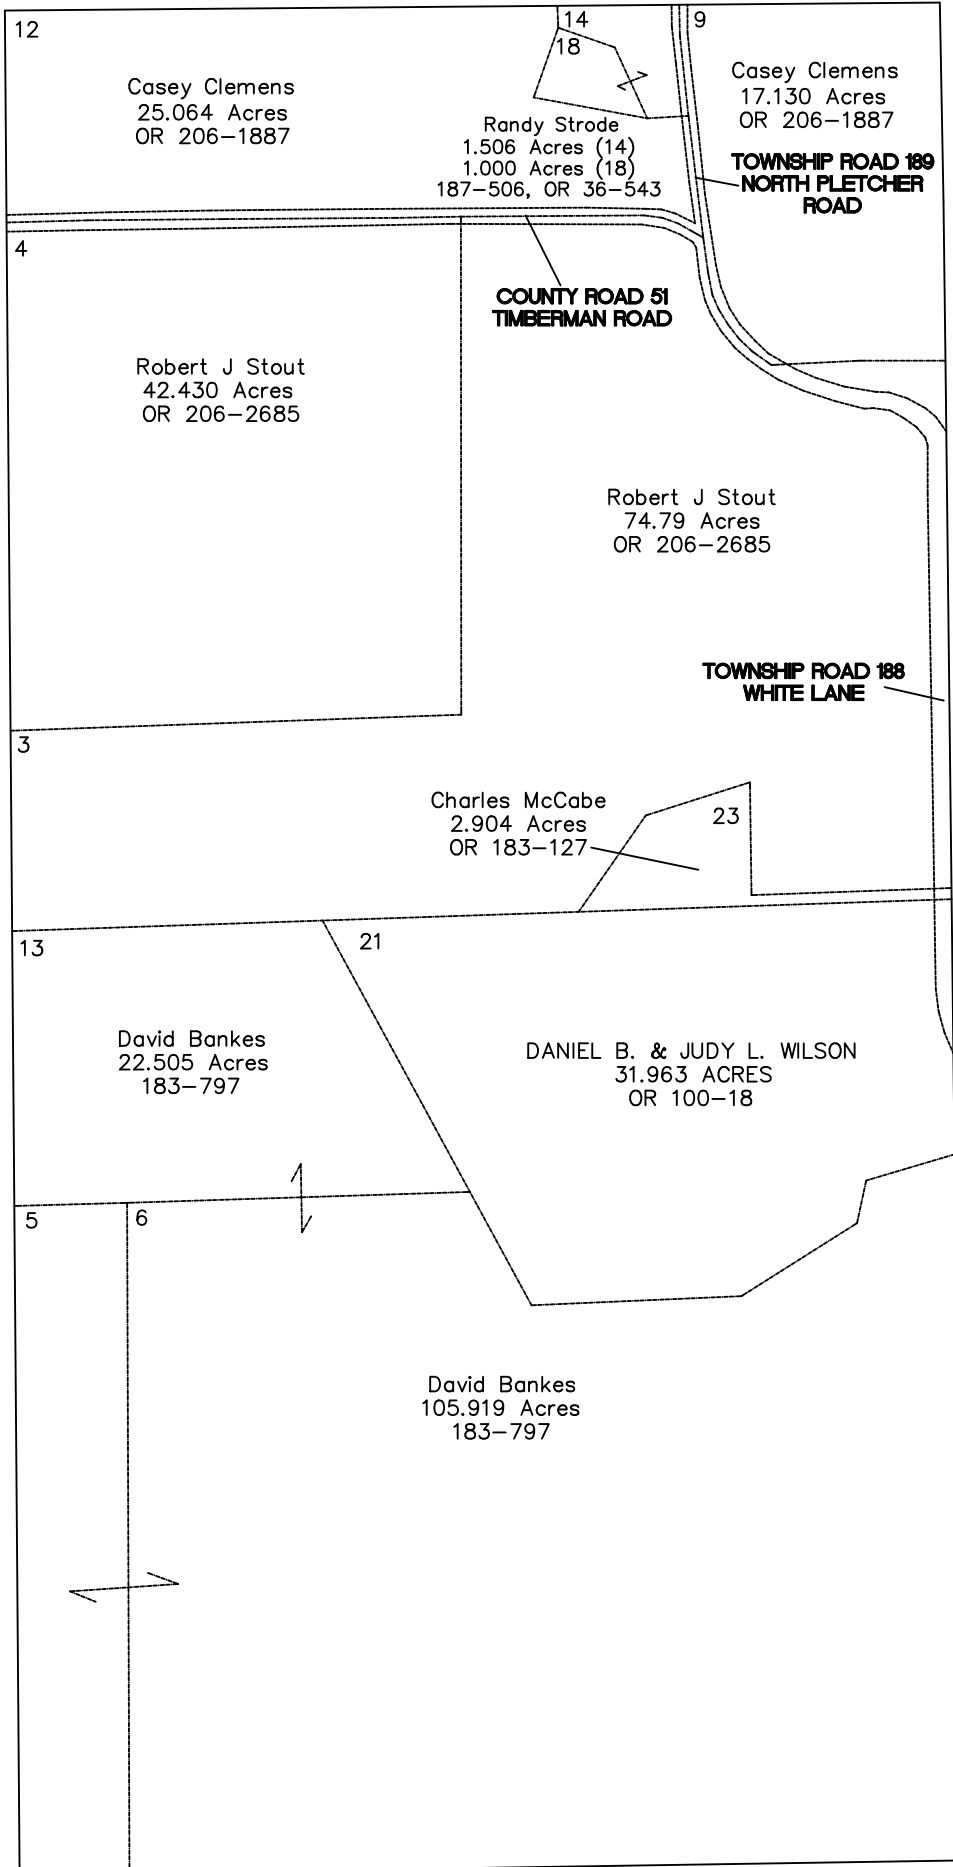 12
14
9
18
Casey Clemens
25.064 Acres
OR 206-1887
Casey Clemens
17.130 Acres
OR 206-1887
Randy Strode
1.506 Acres (14)
1.000 Acres (18)
187-506, OR 36-543
TOWNSHIP ROAD 189
NORTH PLETCHER
ROAD
4
COUNTY ROAD 51
TIMBERMAN ROAD
Robert J Stout
42.430 Acres
OR 206-2685
Robert J Stout
74.79 Acres
OR 206-2685
TOWNSHIP ROAD 188
WHITE LANE
3
Charles McCabe
2.904 Acres
OR 183-127
23
13
21
David Bankes
22.505 Acres
183-797
DANIEL B. & JUDY L. WILSON
31.963 ACRES
OR 100-18
5
6
David Bankes
105.919 Acres
183-797